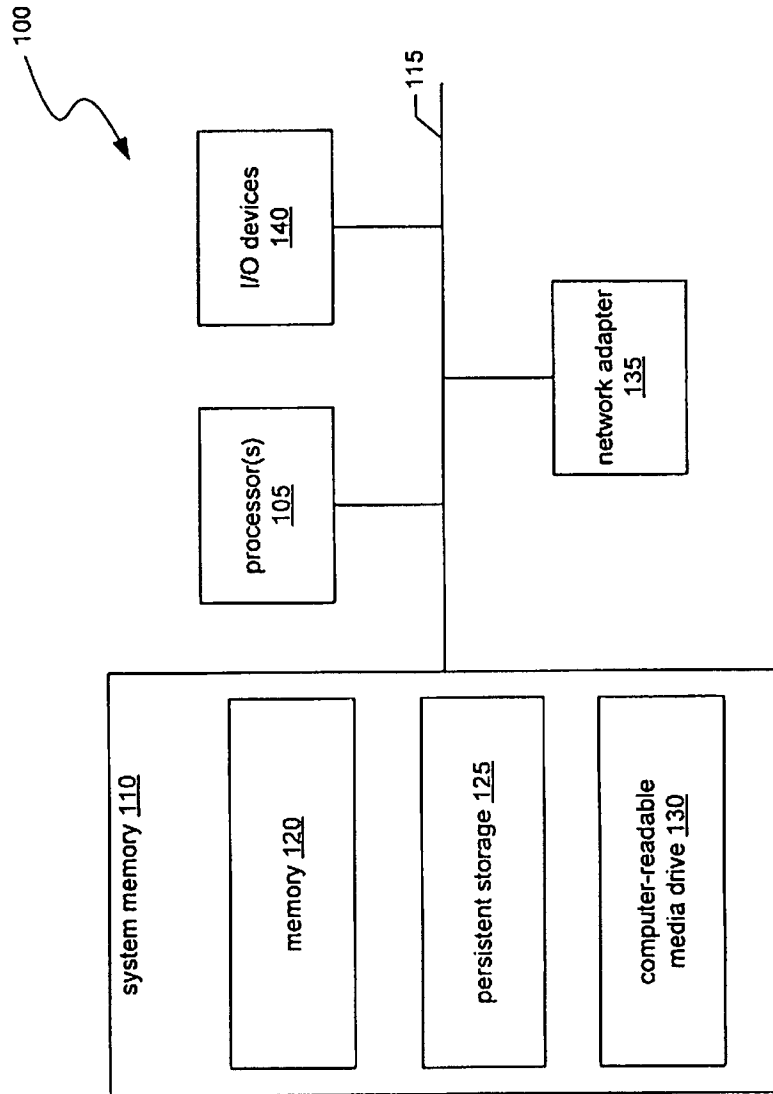 100
system memory 110
memory 120
persistent storage 125
computer-readable
media drive 130
processor(s)
105
I/O devices
140
115
network adapter
135